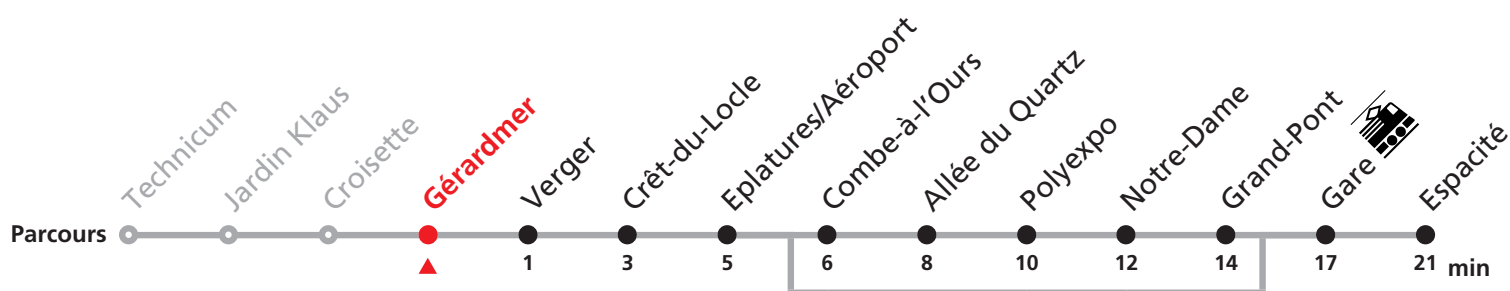 Technicum
Jardin Klaus
Croisette
Gérardmer
Verger
Crêt-du-Locle
Eplatures/Aéroport
Combe-à-l'Ours
Allée du Quartz
Polyexpo
Notre-Dame
Grand-Pont
Gare
Espacité
Parcours
1 3 5 6 8 10 12 14 17 21 min